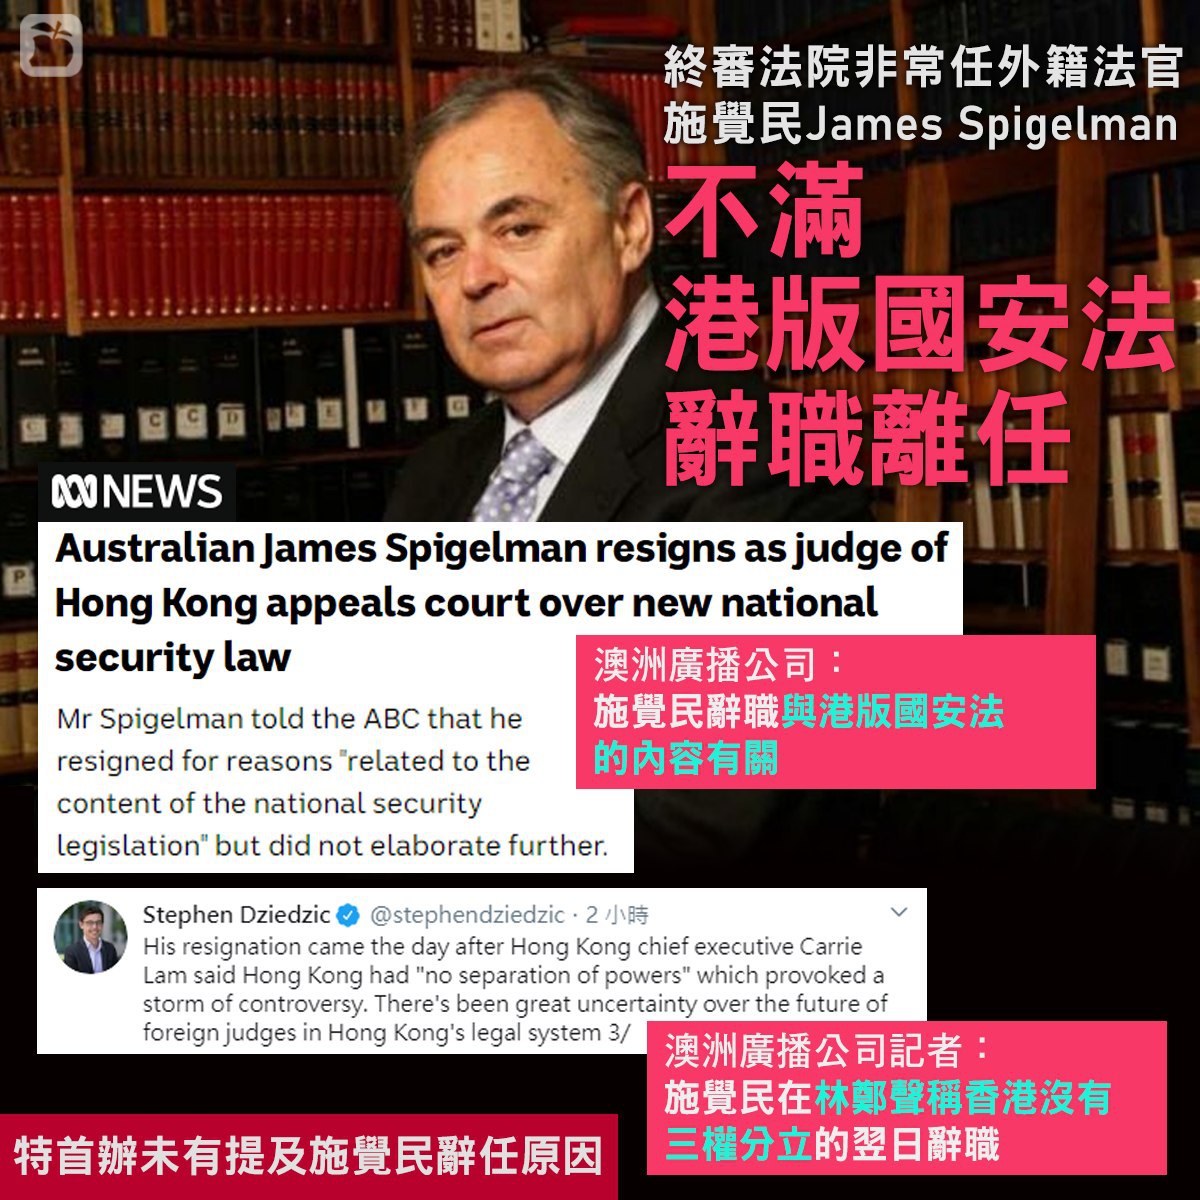 終審法院非常任外籍法官
施覺民James Spigelman
不滿
港版國安法
辭職離任
NEWS
Australian James Spigelman resigns as judge of
Hong Kong appeals court over new national
security law
Mr Spigelman told the ABC that he
resigned for reasons "related to the
content of the national security
legislation" but did not elaborate further.
澳洲廣播公司：
施覺民辭職與港版國安法
的內容有關
Stephen Dziedzic @stephendziedzic · 2 小時
His resignation came the day after Hong Kong chief executive Carrie
Lam said Hong Kong had "no separation of powers" which provoked a
storm of controversy. There's been great uncertainty over the future of
foreign judges in Hong Kong's legal system 3/
澳洲廣播公司記者：
施覺民在林鄭聲稱香港沒有
三權分立的翌日辭職
特首辦未有提及施覺民辭任原因